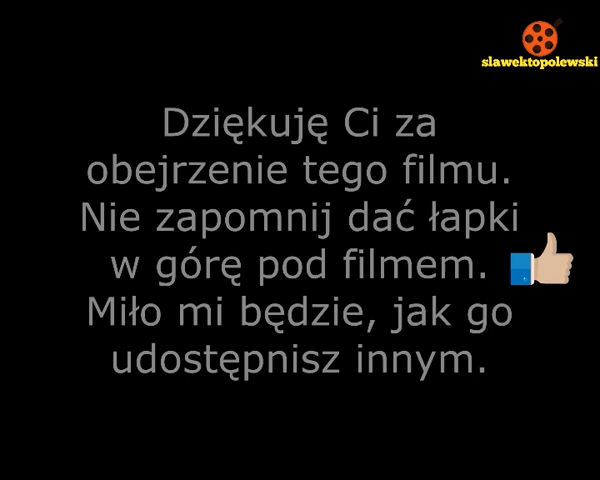 slawektopolewski
Dziękuję Ci za
obejrzenie tego filmu.
Nie zapomnij dać łapki
w górę pod filmem.
Miło mi będzie, jak go
udostępnisz innym.